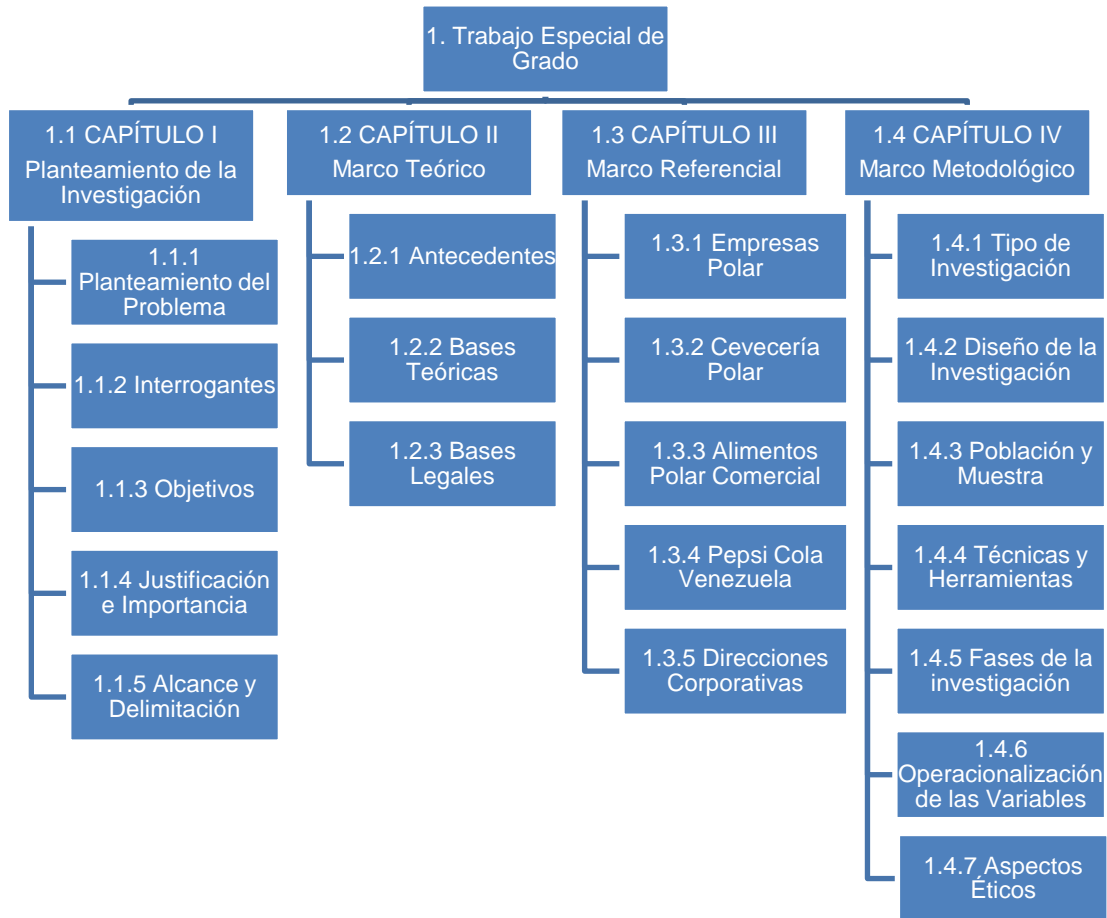 1. Trabajo Especial de
Grado
1.1 CAPÍTULO I
Planteamiento de la
Investigación
1.1.1
Planteamiento del
Problema
1.1.2 Interrogantes
1.1.3 Objetivos
1.1.4 Justificación
e Importancia
1.1.5 Alcance y
Delimitación
1.2 CAPÍTULO II
Marco Teórico
1.2.1 Antecedentes
1.2.2 Bases
Teóricas
1.2.3 Bases
Legales
1.3 CAPÍTULO III
Marco Referencial
1.3.1 Empresas
Polar
1.3.2 Cevecería
Polar
1.3.3 Alimentos
Polar Comercial
1.3.4 Pepsi Cola
Venezuela
1.3.5 Direcciones
Corporativas
1.4 CAPÍTULO IV
Marco Metodológico
1.4.1 Tipo de
Investigación
1.4.2 Diseño de la
Investigación
1.4.3 Población y
Muestra
1.4.4 Técnicas y
Herramientas
1.4.5 Fases de la
investigación
1.4.6
Operacionalización
de las Variables
1.4.7 Aspectos
Éticos